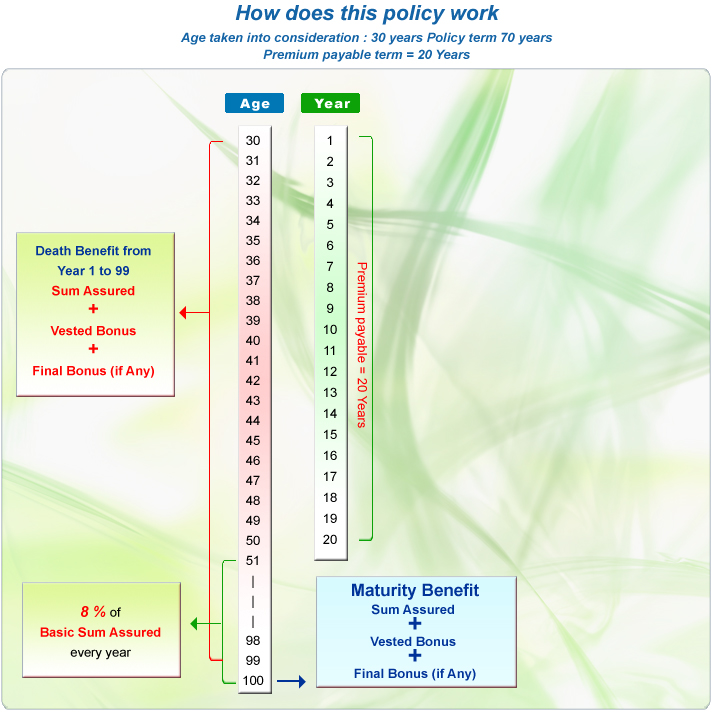 How does this policy work
Age taken into consideration : 30 years Policy term 70 years
Premium payable term = 20 Years
Age
Year
30
31
32
33
34
35
36
37
38
39
40
41
42
43
44
45
46
47
48
49
50
51
|
|
|
98
99
100
1
2
3
4
5
6
7
8
9
10
11
12
13
14
15
16
17
18
19
20
Premium payable = 20 Years
Death Benefit from
Year 1 to 99
Sum Assured
+
Vested Bonus
+
Final Bonus (if Any)
8 % of
Basic Sum Assured
every year
Maturity Benefit
Sum Assured
+
Vested Bonus
+
Final Bonus (if Any)